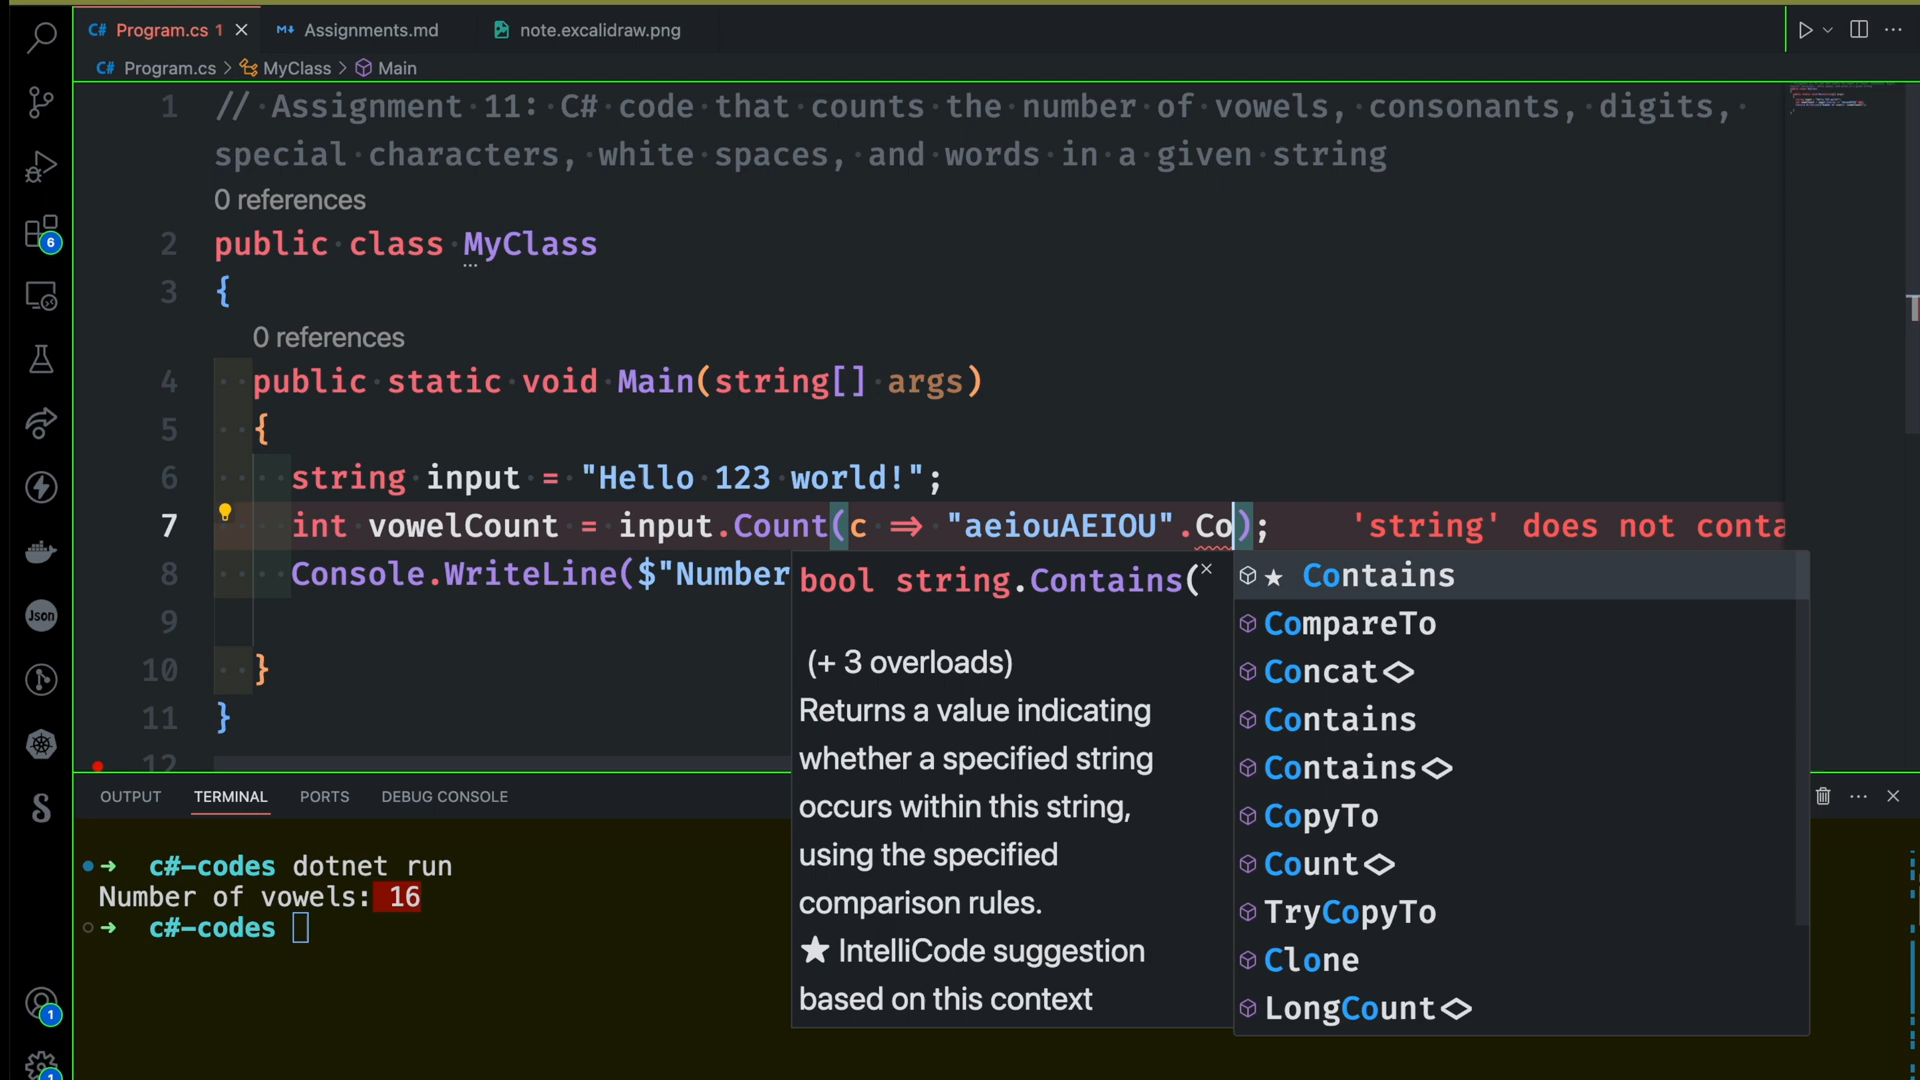 Program.cs 1
Assignments.md
note.excalidraw.png
Program.cs > MyClass > Main
1 // Assignment 11: C# code that counts the number of vowels, consonants, digits,
special characters, white spaces, and words in a given string
0 references
2 public class MyClass
3 {
0 references
4 public static void Main(string[] args)
5 {
6 string input = "Hello 123 world!";
7 int vowelCount = input.Count(c => "aeiouAEIOU".Co); 'string' does not conta
8 Console.WriteLine($"Number
9
10 }
11 }
12
bool string.Contains(
(+ 3 overloads)
Returns a value indicating
whether a specified string
occurs within this string,
using the specified
comparison rules.
★ IntelliCode suggestion
based on this context
★ Contains
CompareTo
Concat<>
Contains
Contains<>
CopyTo
Count<>
TryCopyTo
Clone
LongCount<>
OUTPUT TERMINAL PORTS DEBUG CONSOLE
c#-codes dotnet run
Number of vowels: 16
c#-codes
6
Json
1
1